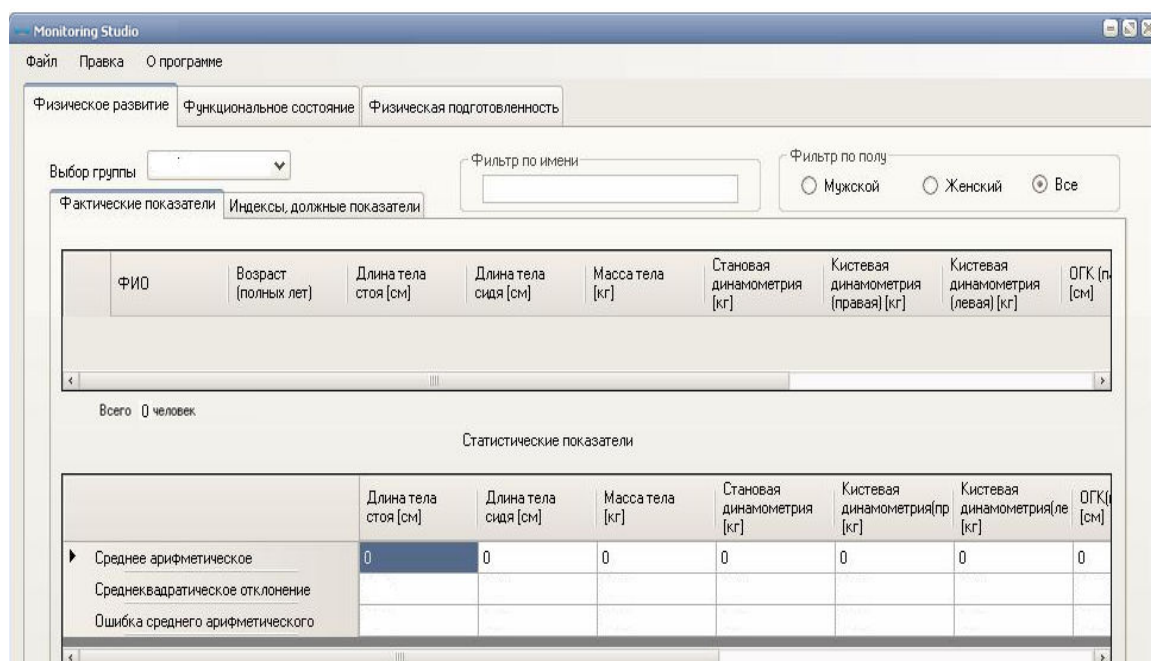 Monitoring Studio
Файл Правка О программе
Физическое развитие Функциональное состояние Физическая подготовленность
Выбор группы
Фильтр по имени
Фильтр по полу
Мужской Женский Все
Фактические показатели Индексы, должные показатели
ФИО
Возраст
(полных лет)
Длина тела
стоя [см]
Длина тела
сидя [см]
Масса тела
[кг]
Становая
динамометрия
[кг]
Кистевая
динамометрия
(правая) [кг]
Кистевая
динамометрия
(левая) [кг]
ОГК (п
[см]
Всего 0 человек
Статистические показатели
Длина тела
стоя [см]
Длина тела
сидя [см]
Масса тела
[кг]
Становая
динамометрия
[кг]
Кистевая
динамометрия(пр
[кг]
Кистевая
динамометрия(ле
[кг]
ОГК(
[см]
Среднее арифметическое 0 0 0 0 0 0 0
Среднеквадратическое отклонение
Ошибка среднего арифметического